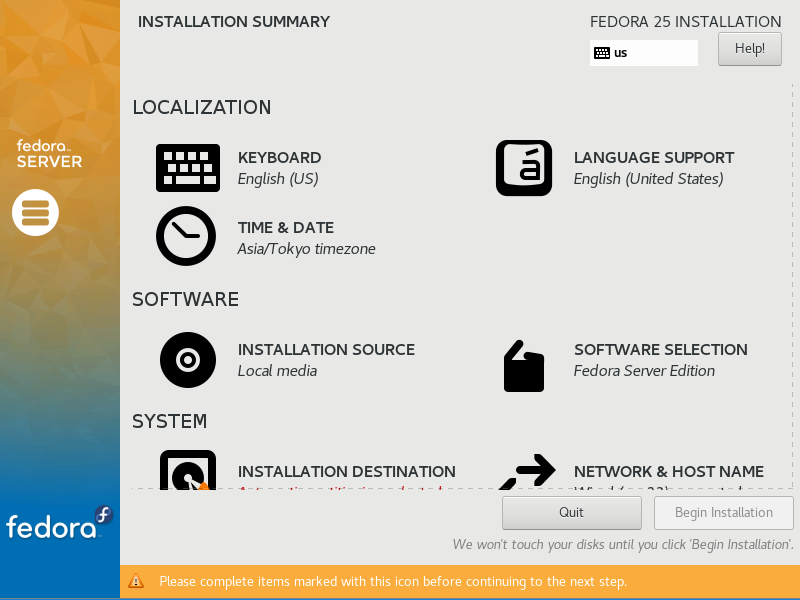 INSTALLATION SUMMARY
FEDORA 25 INSTALLATION
us
Help!
fedora
SERVER
LOCALIZATION
KEYBOARD
English (US)
LANGUAGE SUPPORT
English (United States)
TIME & DATE
Asia/Tokyo timezone
SOFTWARE
INSTALLATION SOURCE
Local media
SOFTWARE SELECTION
Fedora Server Edition
SYSTEM
INSTALLATION DESTINATION
NETWORK & HOST NAME
Quit
Begin Installation
We won't touch your disks until you click 'Begin Installation'.
fedora
Please complete items marked with this icon before continuing to the next step.